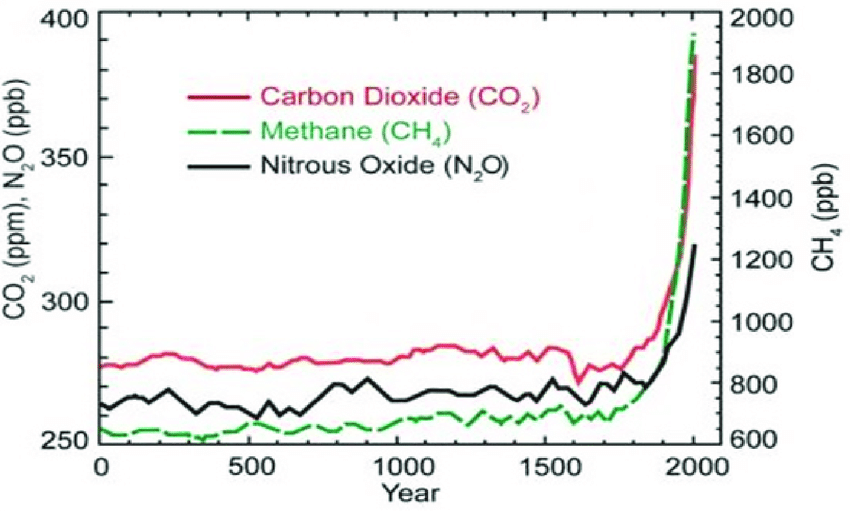 400
350
300
250
CO₂ (ppm), N₂O (ppb)
Carbon Dioxide (CO₂)
Methane (CH₄)
Nitrous Oxide (N₂O)
2000
1800
1600
1400
1200
1000
800
600
CH₄ (ppb)
0 500 1000 1500 2000
Year